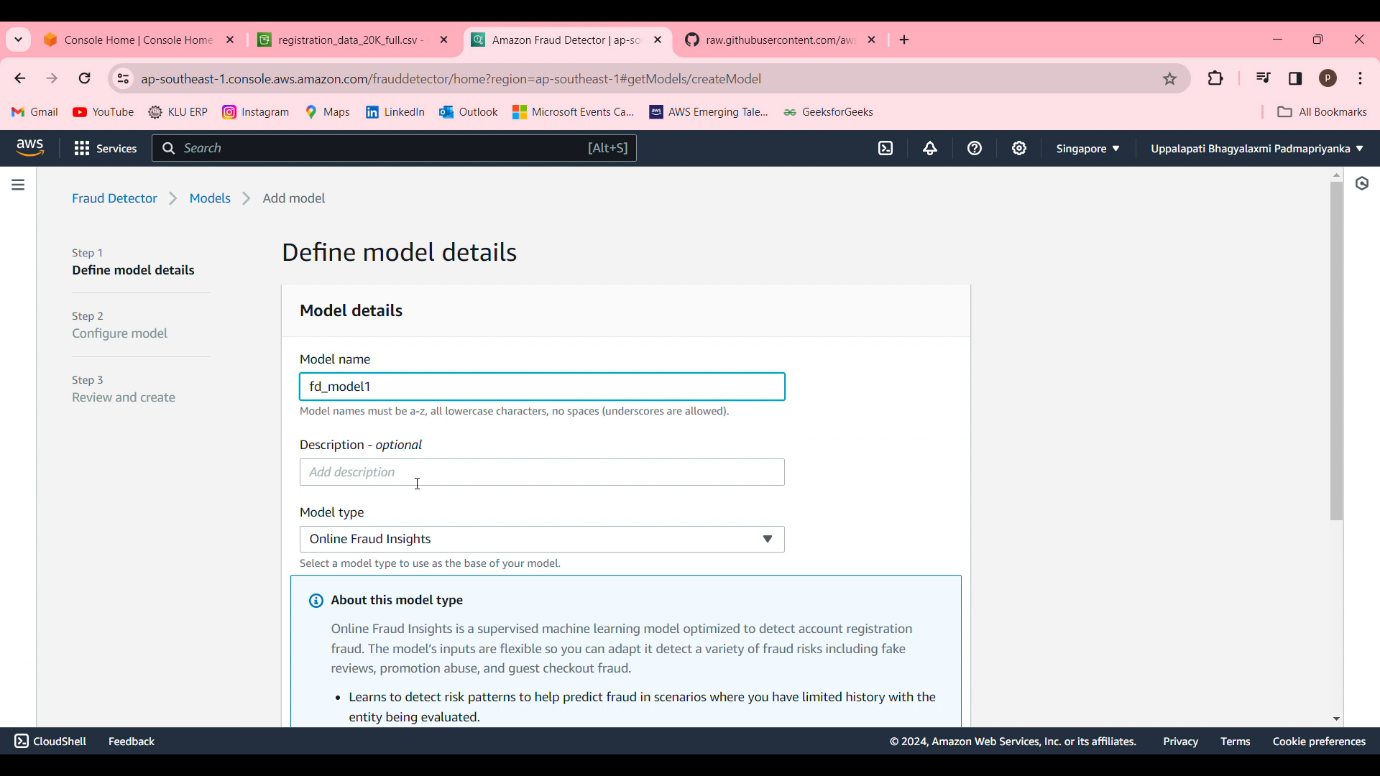 Console Home | Console Home
registration_data_20K_full.csv -
Amazon Fraud Detector | ap-so
raw.githubusercontent.com/aw
ap-southeast-1.console.aws.amazon.com/frauddetector/home?region=ap-southeast-1#getModels/createModel
P
Gmail
YouTube
KLU ERP
Instagram
Maps
LinkedIn
Outlook
Microsoft Events Ca...
AWS Emerging Tale...
GeeksforGeeks
All Bookmarks
aws
Services
Search
[Alt+S]
Singapore
Uppalapati Bhagyalaxmi Padmapriyanka
Fraud Detector
Models
Add model
Step 1
Define model details
Step 2
Configure model
Step 3
Review and create
Define model details
Model details
Model name
fd_model1
Model names must be a-z, all lowercase characters, no spaces (underscores are allowed).
Description - optional
Add description
Model type
Online Fraud Insights
Select a model type to use as the base of your model.
About this model type
Online Fraud Insights is a supervised machine learning model optimized to detect account registration
fraud. The model's inputs are flexible so you can adapt it detect a variety of fraud risks including fake
reviews, promotion abuse, and guest checkout fraud.
• Learns to detect risk patterns to help predict fraud in scenarios where you have limited history with the
entity being evaluated.
CloudShell
Feedback
© 2024, Amazon Web Services, Inc. or its affiliates.
Privacy
Terms
Cookie preferences